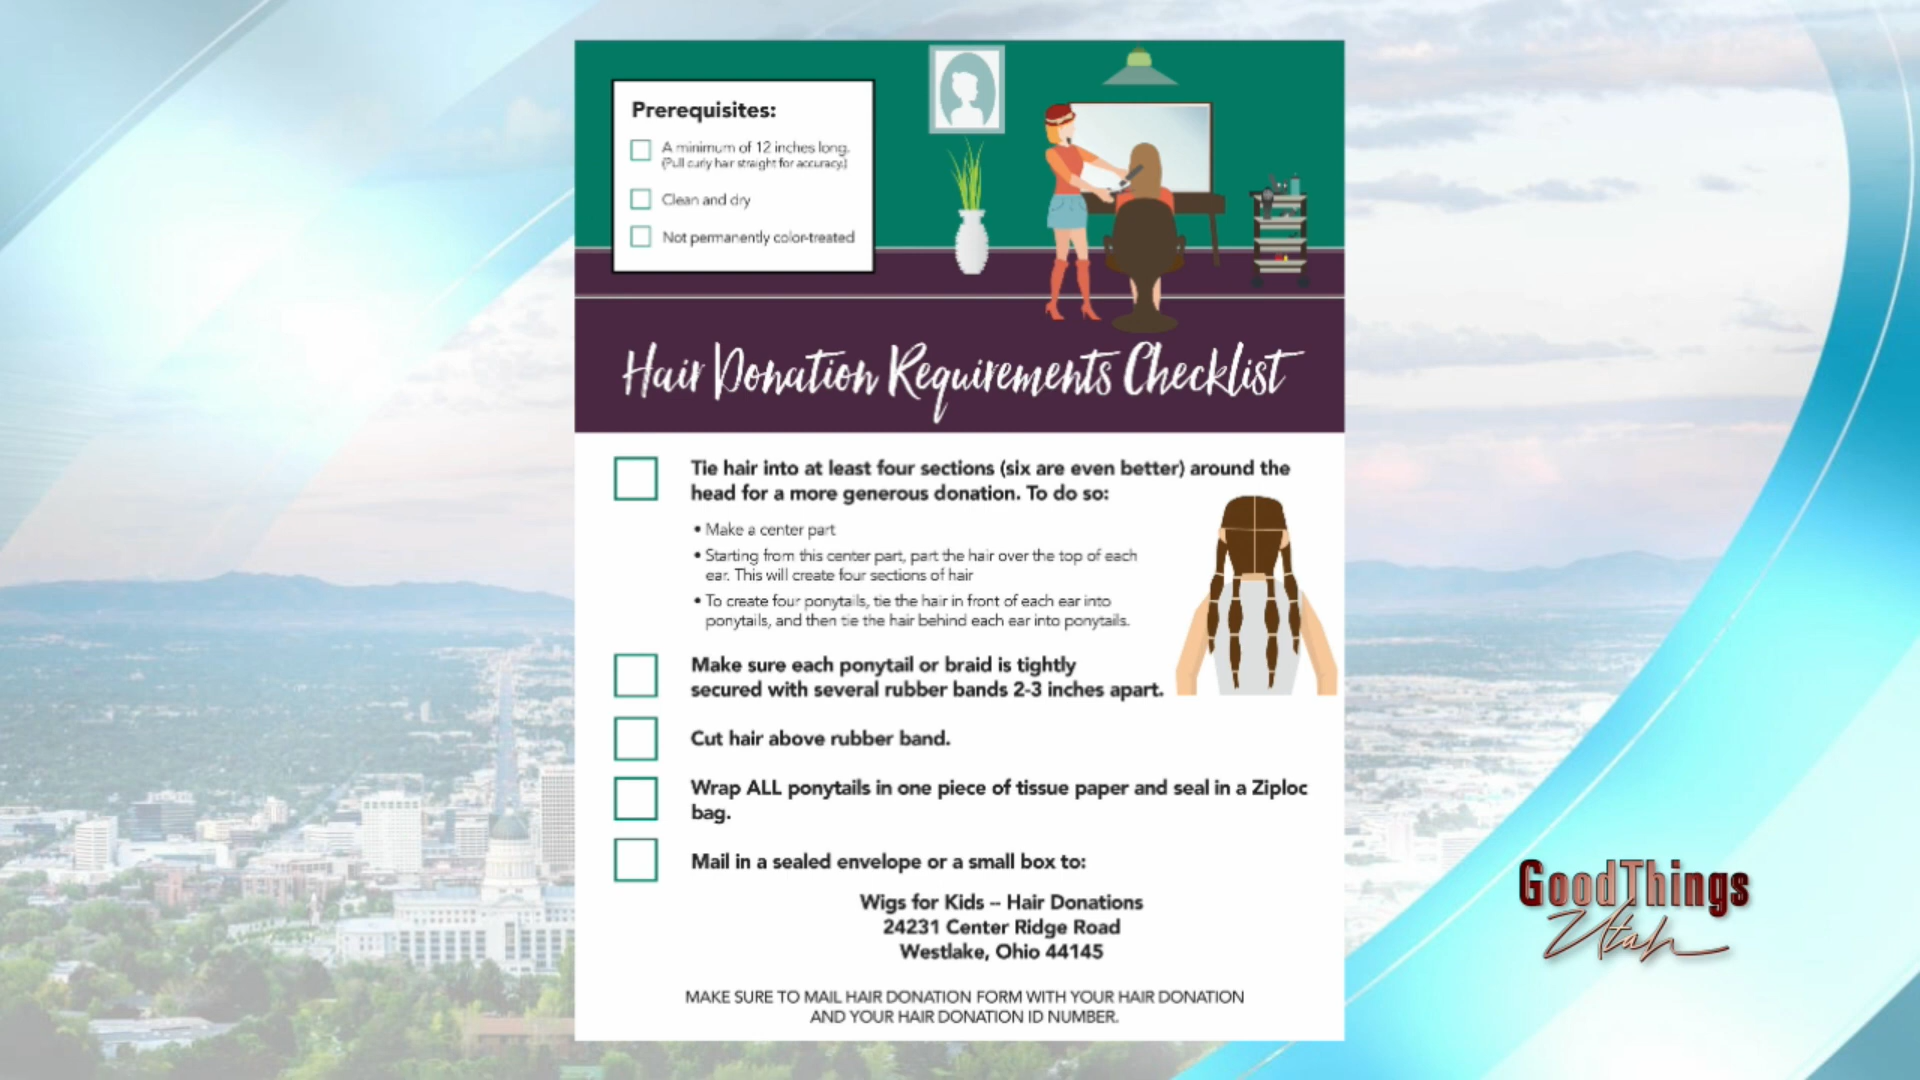 Prerequisites:
A minimum of 12 inches long.
(Pull curly hair straight for accuracy.)
Clean and dry
Not permanently color-treated
Hair Donation Requirements Checklist
Tie hair into at least four sections (six are even better) around the
head for a more generous donation. To do so:
• Make a center part
• Starting from this center part, part the hair over the top of each
ear. This will create four sections of hair
• To create four ponytails, tie the hair in front of each ear into
ponytails, and then tie the hair behind each ear into ponytails.
Make sure each ponytail or braid is tightly
secured with several rubber bands 2-3 inches apart.
Cut hair above rubber band.
Wrap ALL ponytails in one piece of tissue paper and seal in a Ziploc
bag.
Mail in a sealed envelope or a small box to:
Wigs for Kids – Hair Donations
24231 Center Ridge Road
Westlake, Ohio 44145
MAKE SURE TO MAIL HAIR DONATION FORM WITH YOUR HAIR DONATION
AND YOUR HAIR DONATION ID NUMBER.
GoodThings
Utah